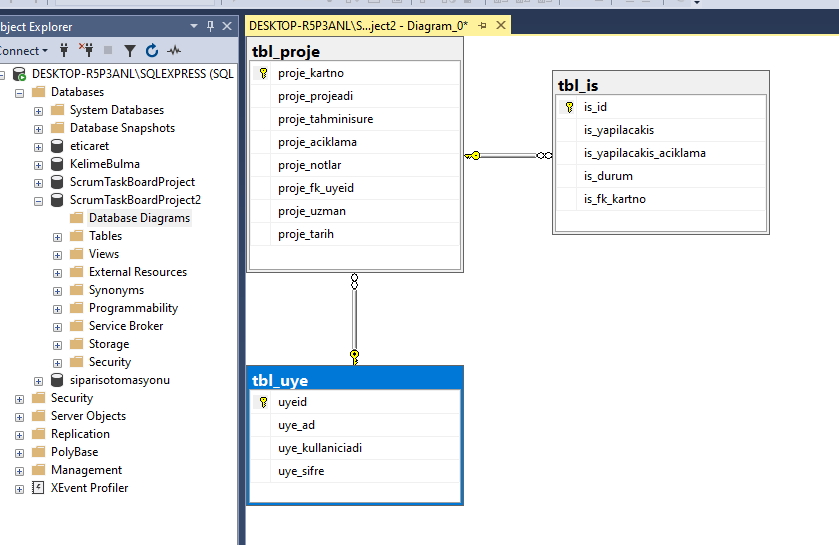 bject Explorer
Connect
DESKTOP-R5P3ANL\SQLEXPRESS (SQL
Databases
System Databases
Database Snapshots
eticaret
KelimeBulma
ScrumTaskBoardProject
ScrumTaskBoardProject2
Database Diagrams
Tables
Views
External Resources
Synonyms
Programmability
Service Broker
Storage
Security
siparisotomasyonu
Security
Server Objects
Replication
PolyBase
Management
XEvent Profiler
DESKTOP-R5P3ANL\S...ject2 - Diagram_0*
tbl_proje
proje_kartno
proje_projeadi
proje_tahminisure
proje_aciklama
proje_notlar
proje_fk_uyeid
proje_uzman
proje_tarih
tbl_is
is_id
is_yapilacakis
is_yapilacakis_aciklama
is_durum
is_fk_kartno
tbl_uye
uyeid
uye_ad
uye_kullaniciadi
uye_sifre